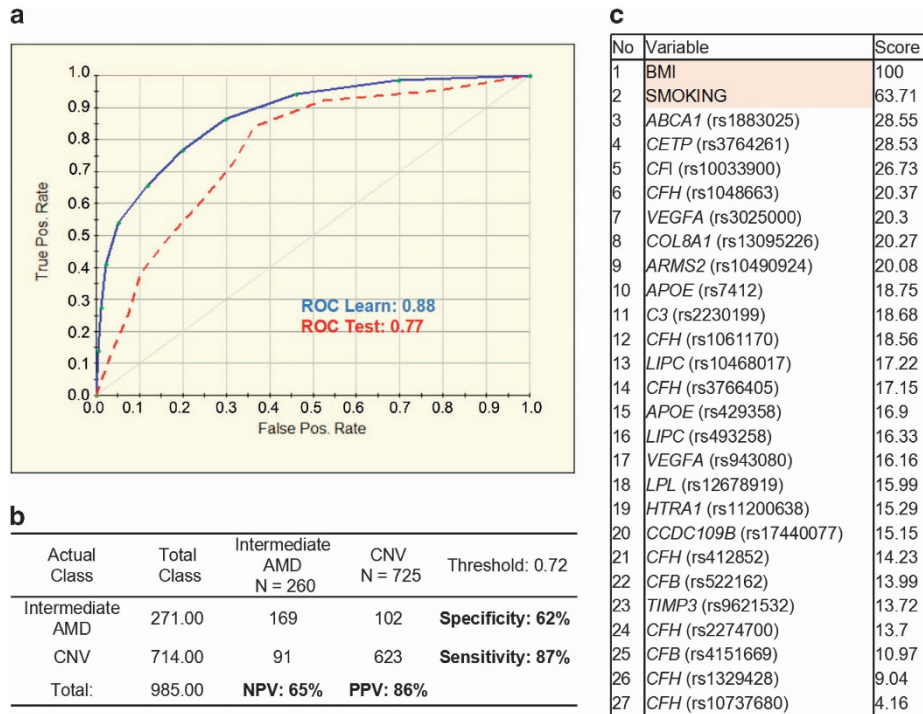 a
1.0
0.9
0.8
0.7
0.6
0.5
0.4
0.3
0.2
0.1
0.0
True Pos. Rate
ROC Learn: 0.88
ROC Test: 0.77
0.0 0.1 0.2 0.3 0.4 0.5 0.6 0.7 0.8 0.9 1.0
False Pos. Rate
b
Actual Class Total Class Intermediate AMD N = 260 CNV N = 725 Threshold: 0.72
Intermediate AMD 271.00 169 102 Specificity: 62%
CNV 714.00 91 623 Sensitivity: 87%
Total: 985.00 NPV: 65% PPV: 86%
c
No Variable Score
1 BMI 100
2 SMOKING 63.71
3 ABCA1 (rs1883025) 28.55
4 CETP (rs3764261) 28.53
5 CFI (rs10033900) 26.73
6 CFH (rs1048663) 20.37
7 VEGFA (rs3025000) 20.3
8 COL8A1 (rs13095226) 20.27
9 ARMS2 (rs10490924) 20.08
10 APOE (rs7412) 18.75
11 C3 (rs2230199) 18.68
12 CFH (rs1061170) 18.56
13 LIPC (rs10468017) 17.22
14 CFH (rs3766405) 17.15
15 APOE (rs429358) 16.9
16 LIPC (rs493258) 16.33
17 VEGFA (rs943080) 16.16
18 LPL (rs12678919) 15.99
19 HTRA1 (rs11200638) 15.29
20 CCDC109B (rs17440077) 15.15
21 CFH (rs412852) 14.23
22 CFB (rs522162) 13.99
23 TIMP3 (rs9621532) 13.72
24 CFH (rs2274700) 13.7
25 CFB (rs4151669) 10.97
26 CFH (rs1329428) 9.04
27 CFH (rs10737680) 4.16